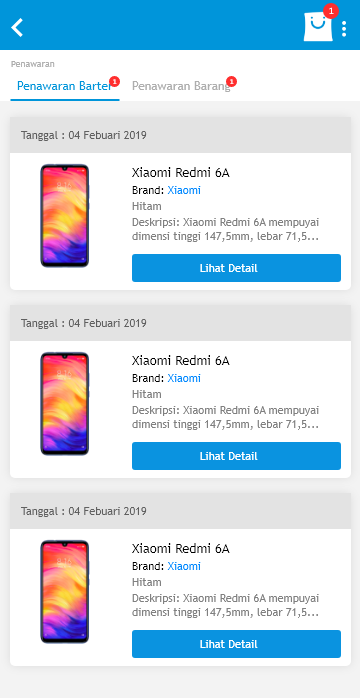 1
Penawaran
Penawaran Barter 1
Penawaran Barang 1
Tanggal : 04 Febuari 2019
Xiaomi Redmi 6A
Brand: Xiaomi
Hitam
Deskripsi: Xiaomi Redmi 6A mempuyai
dimensi tinggi 147,5mm, lebar 71,5...
Lihat Detail
Tanggal : 04 Febuari 2019
Xiaomi Redmi 6A
Brand: Xiaomi
Hitam
Deskripsi: Xiaomi Redmi 6A mempuyai
dimensi tinggi 147,5mm, lebar 71,5...
Lihat Detail
Tanggal : 04 Febuari 2019
Xiaomi Redmi 6A
Brand: Xiaomi
Hitam
Deskripsi: Xiaomi Redmi 6A mempuyai
dimensi tinggi 147,5mm, lebar 71,5...
Lihat Detail